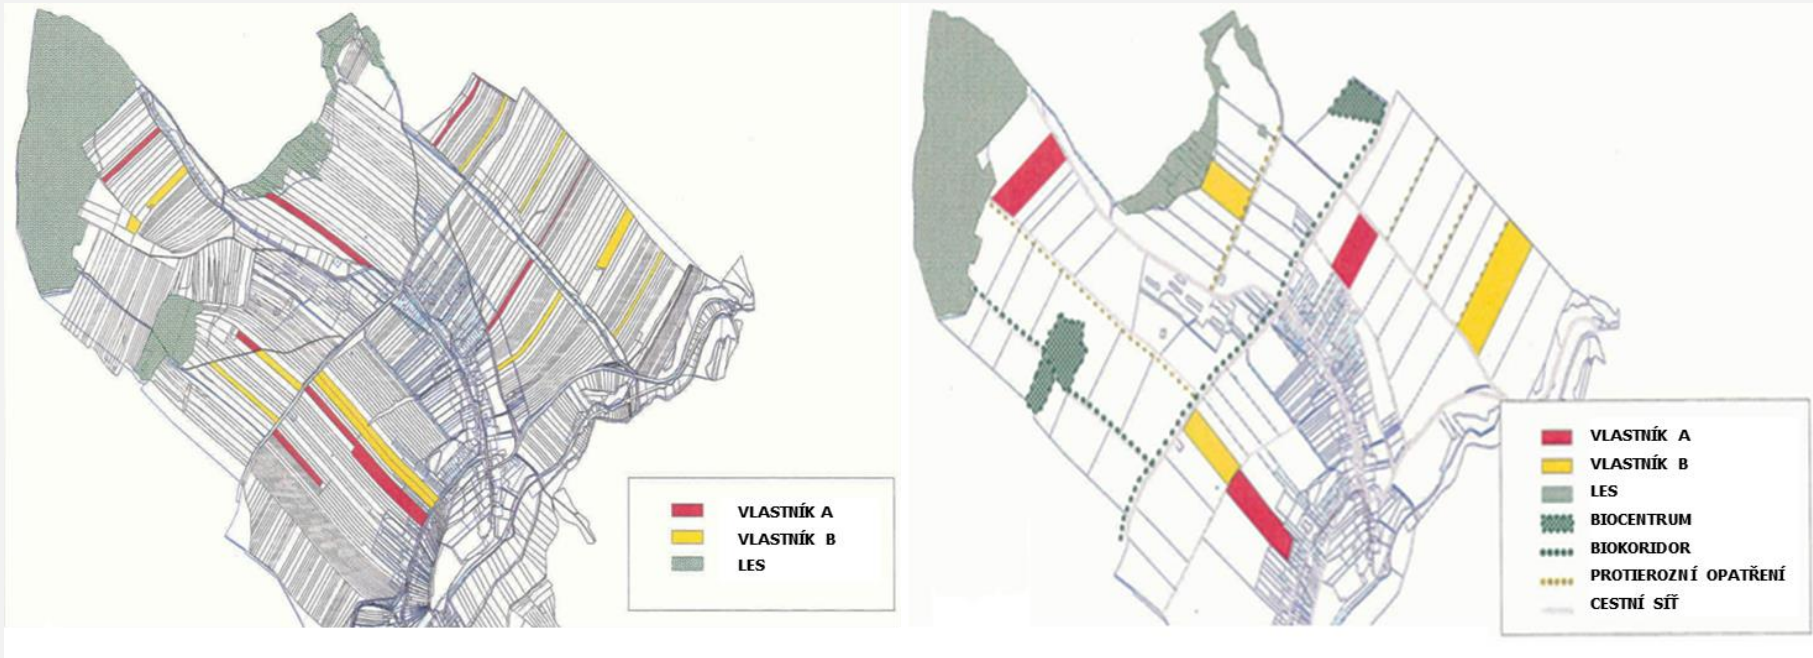 VLASTNÍK A
VLASTNÍK B
LES
VLASTNÍK A
VLASTNÍK B
LES
BIOCENTRUM
BIOKORIDOR
PROTIEROZNÍ OPATŘENÍ
CESTNÍ SÍŤ